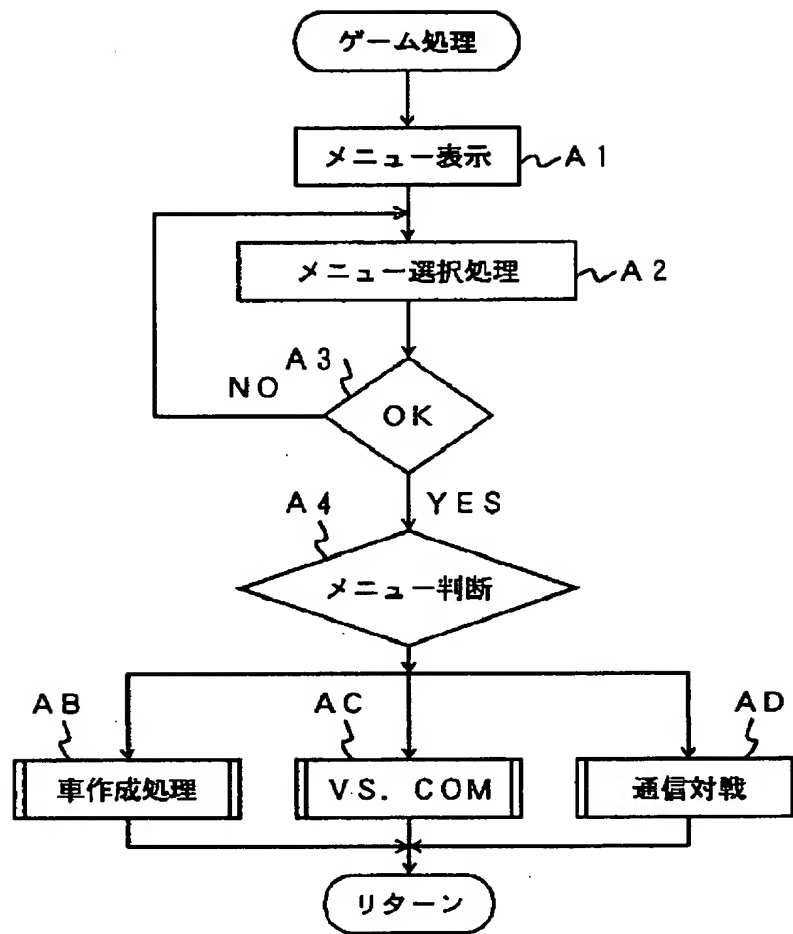 ゲーム処理
メニュー表示
A1
メニュー選択処理
A2
A3
NO
OK
A4
YES
メニュー判断
AB
AC
AD
車作成処理
VS. COM
通信対戦
リターン